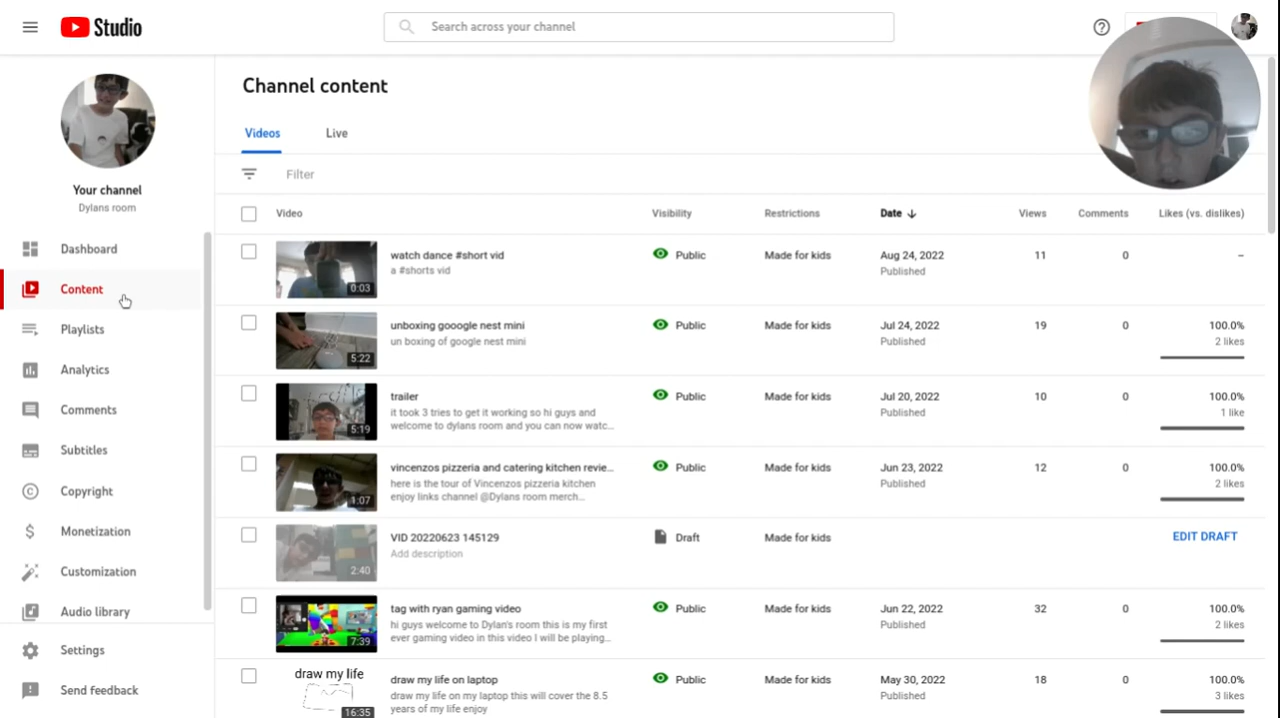 Studio
Search across your channel
Channel content
Videos
Live
Filter
Your channel
Dylans room
Dashboard
Content
Playlists
Analytics
Comments
Subtitles
Copyright
Monetization
Customization
Audio library
Settings
Send feedback
Video Visibility Restrictions Date Views Comments Likes (vs. dislikes)
watch dance #short vid Public Made for kids Aug 24, 2022 11 0 –
a #shorts vid Published
0:03
unboxing gooogle nest mini Public Made for kids Jul 24, 2022 19 0 100.0%
un boxing of google nest mini Published 2 likes
5:22
trailer Public Made for kids Jul 20, 2022 10 0 100.0%
it took 3 tries to get it working so hi guys and Published 1 like
welcome to dylans room and you can now watc...
5:19
vincenzos pizzeria and catering kitchen revie... Public Made for kids Jun 23, 2022 12 0 100.0%
here is the tour of Vincenzos pizzeria kitchen Published 2 likes
enjoy links channel @Dylans room merch...
1:07
VID 20220623 145129 Draft Made for kids EDIT DRAFT
Add description
2:40
tag with ryan gaming video Public Made for kids Jun 22, 2022 32 0 100.0%
hi guys welcome to Dylan's room this is my first Published 2 likes
ever gaming video in this video I will be playing...
7:39
draw my life
draw my life on laptop Public Made for kids May 30, 2022 18 0 100.0%
draw my life on my laptop this will cover the 8.5 Published 3 likes
years of my life enjoy
16:35